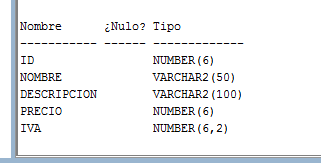 Nombre ¿Nulo? Tipo
----------- ------ -------------
ID NUMBER(6)
NOMBRE VARCHAR2(50)
DESCRIPCION VARCHAR2(100)
PRECIO NUMBER(6)
IVA NUMBER(6,2)